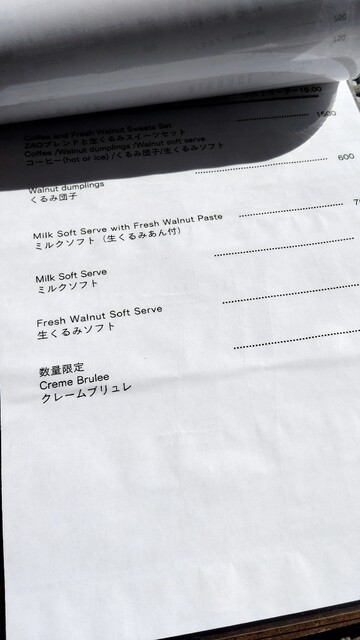 15:00
Coffee and Fresh Walnut Sweets Set 1500
ZAOブレンドと生くるみスイーツセット
Coffee /Walnut dumplings /Walnut soft serve
コーヒー(hot or ice) /くるみ団子/生くるみソフト
Walnut dumplings 600
くるみ団子
Milk Soft Serve with Fresh Walnut Paste
ミルクソフト（生くるみあん付）
Milk Soft Serve
ミルクソフト
Fresh Walnut Soft Serve
生くるみソフト
数量限定
Creme Brulee
クレームブリュレ